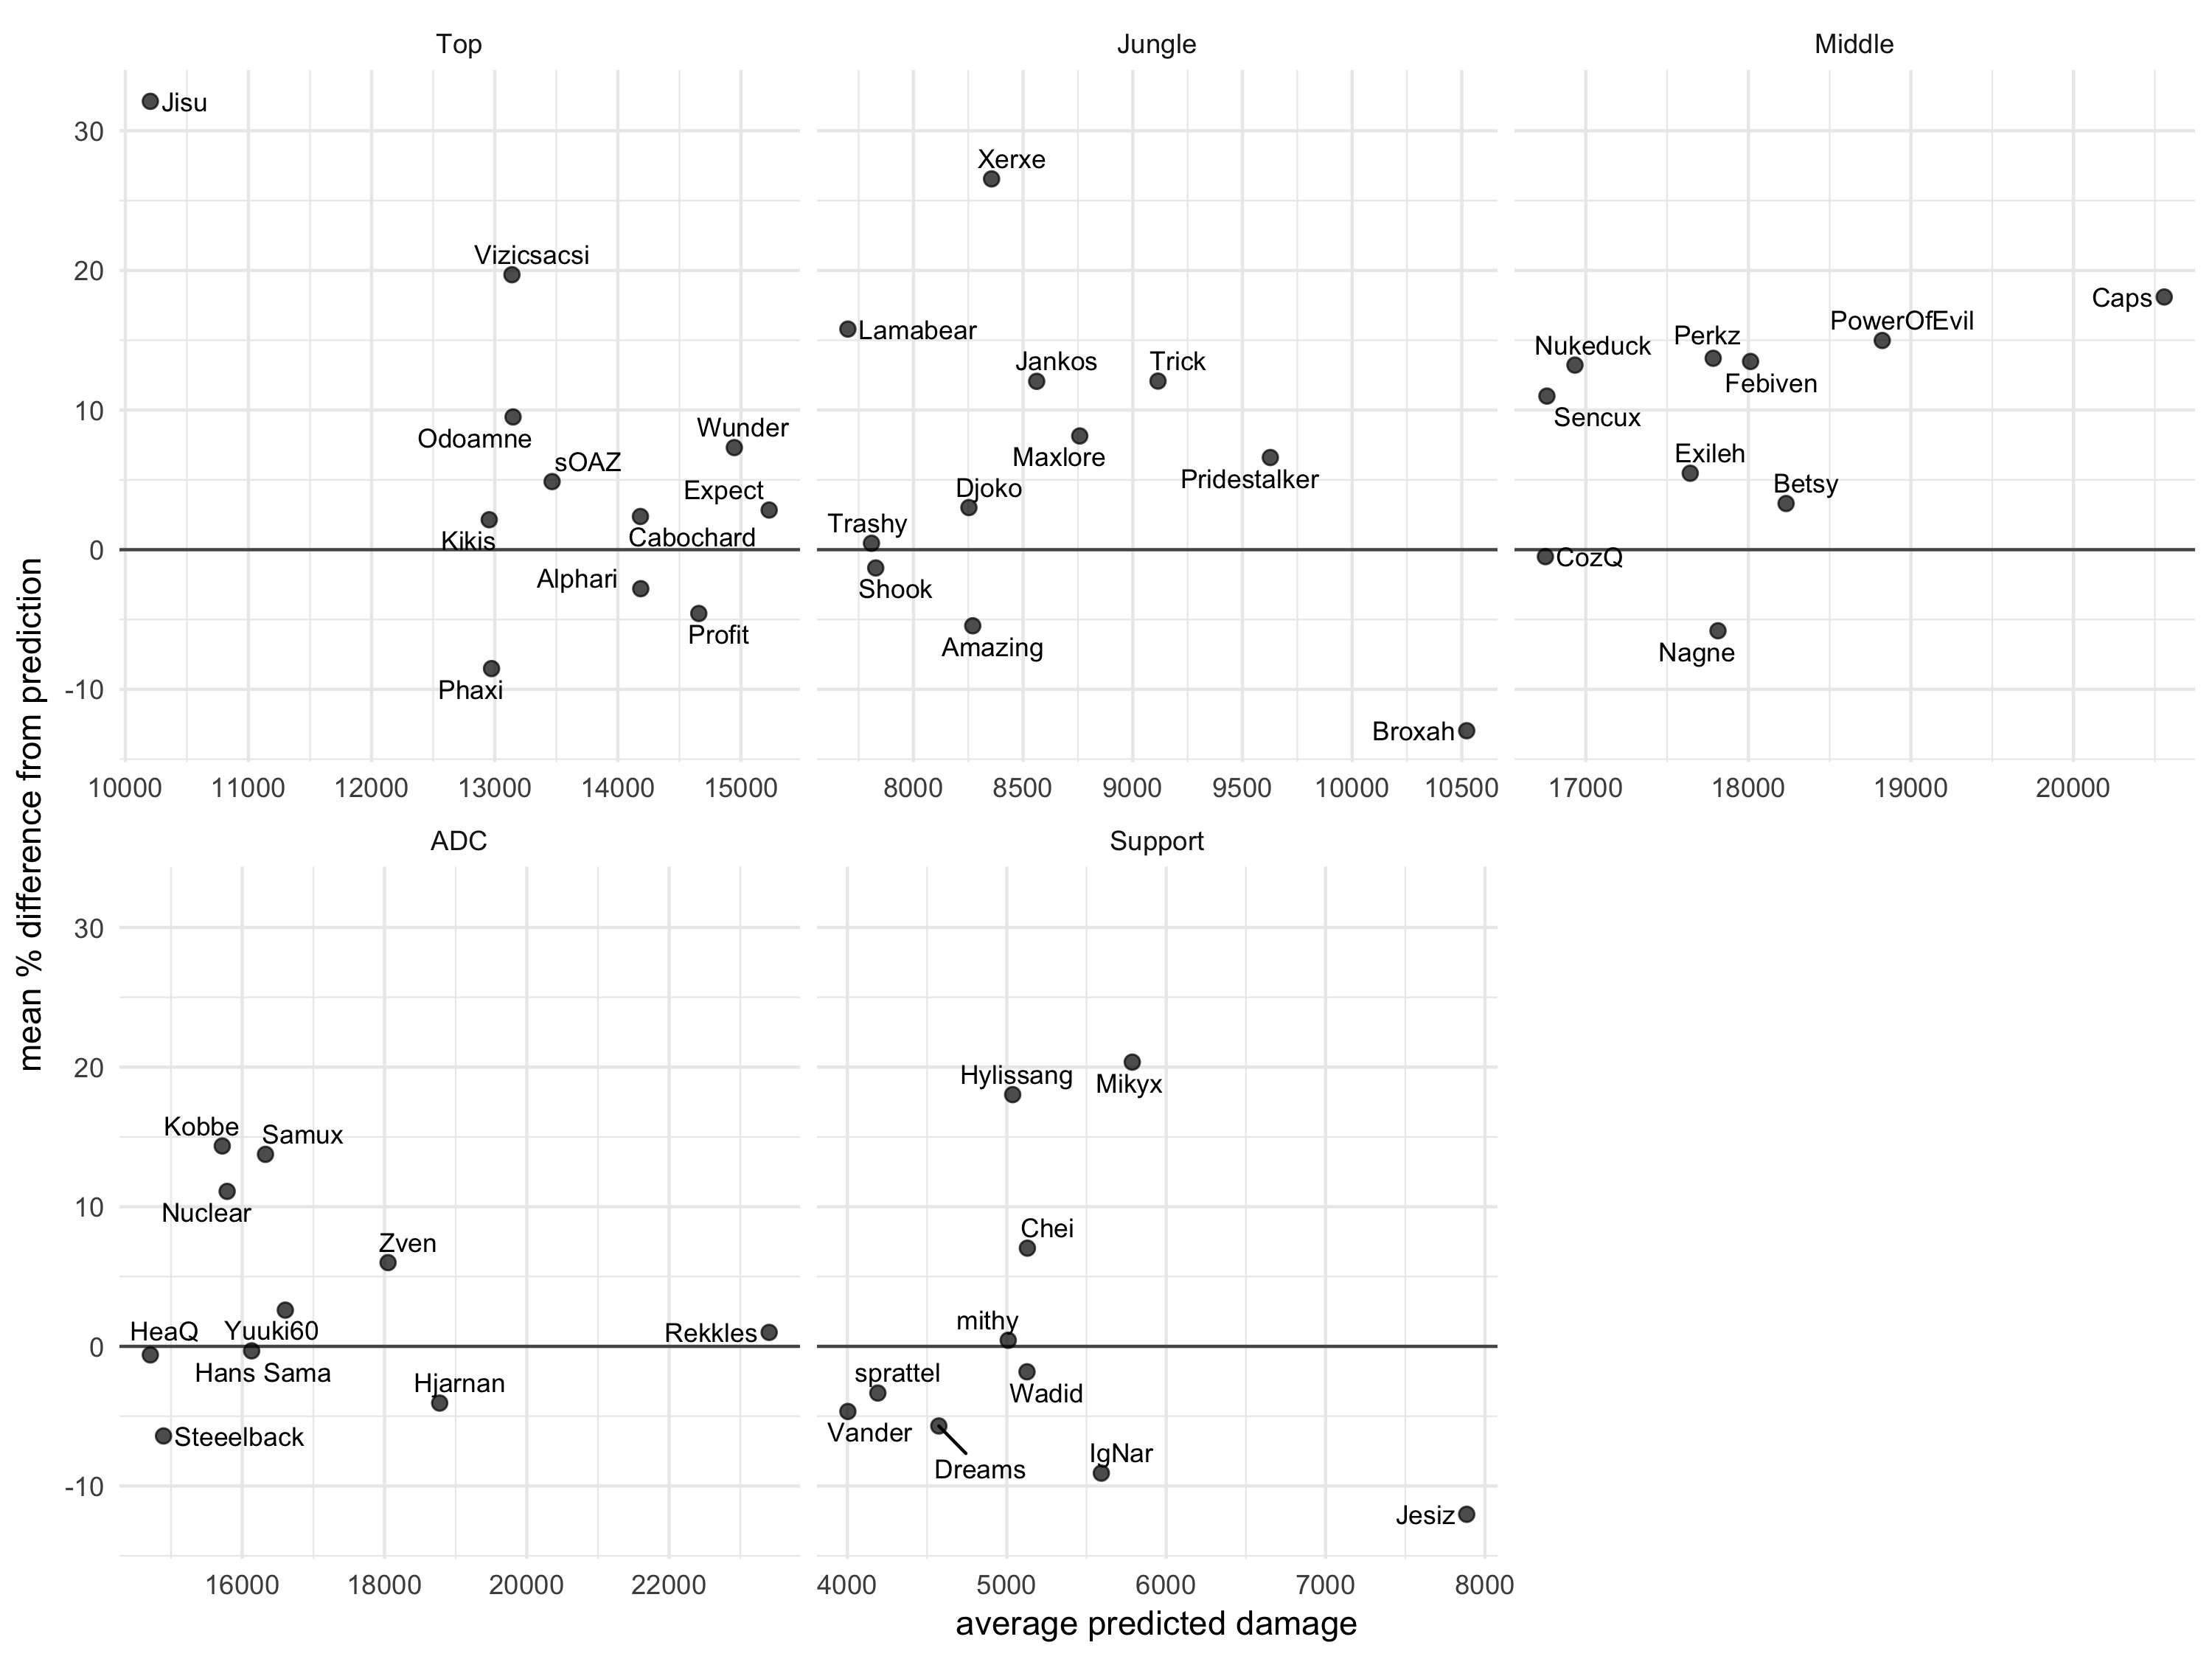 Top
Jungle
Middle
mean % difference from prediction
30
20
10
0
-10
Jisu
Vizicsacsi
Odoamne
Wunder
sOAZ
Expect
Kikis
Cabochard
Alphari
Profit
Phaxi
10000 11000 12000 13000 14000 15000
Xerxe
Lamabear
Jankos
Trick
Maxlore
Pridestalker
Djoko
Trashy
Shook
Amazing
Broxah
8000 8500 9000 9500 10000 10500
Caps
PowerOfEvil
Perkz
Nukeduck
Febiven
Sencux
Exileh
Betsy
CozQ
Nagne
17000 18000 19000 20000
ADC
Support
30
20
10
0
-10
Kobbe
Samux
Nuclear
Zven
HeaQ
Yuuki60
Rekkles
Hans Sama
Hjarnan
Steeelback
16000 18000 20000 22000
Hylissang
Mikyx
Chei
mithy
sprattel
Wadid
Vander
IgNar
Dreams
Jesiz
4000 5000 6000 7000 8000
average predicted damage